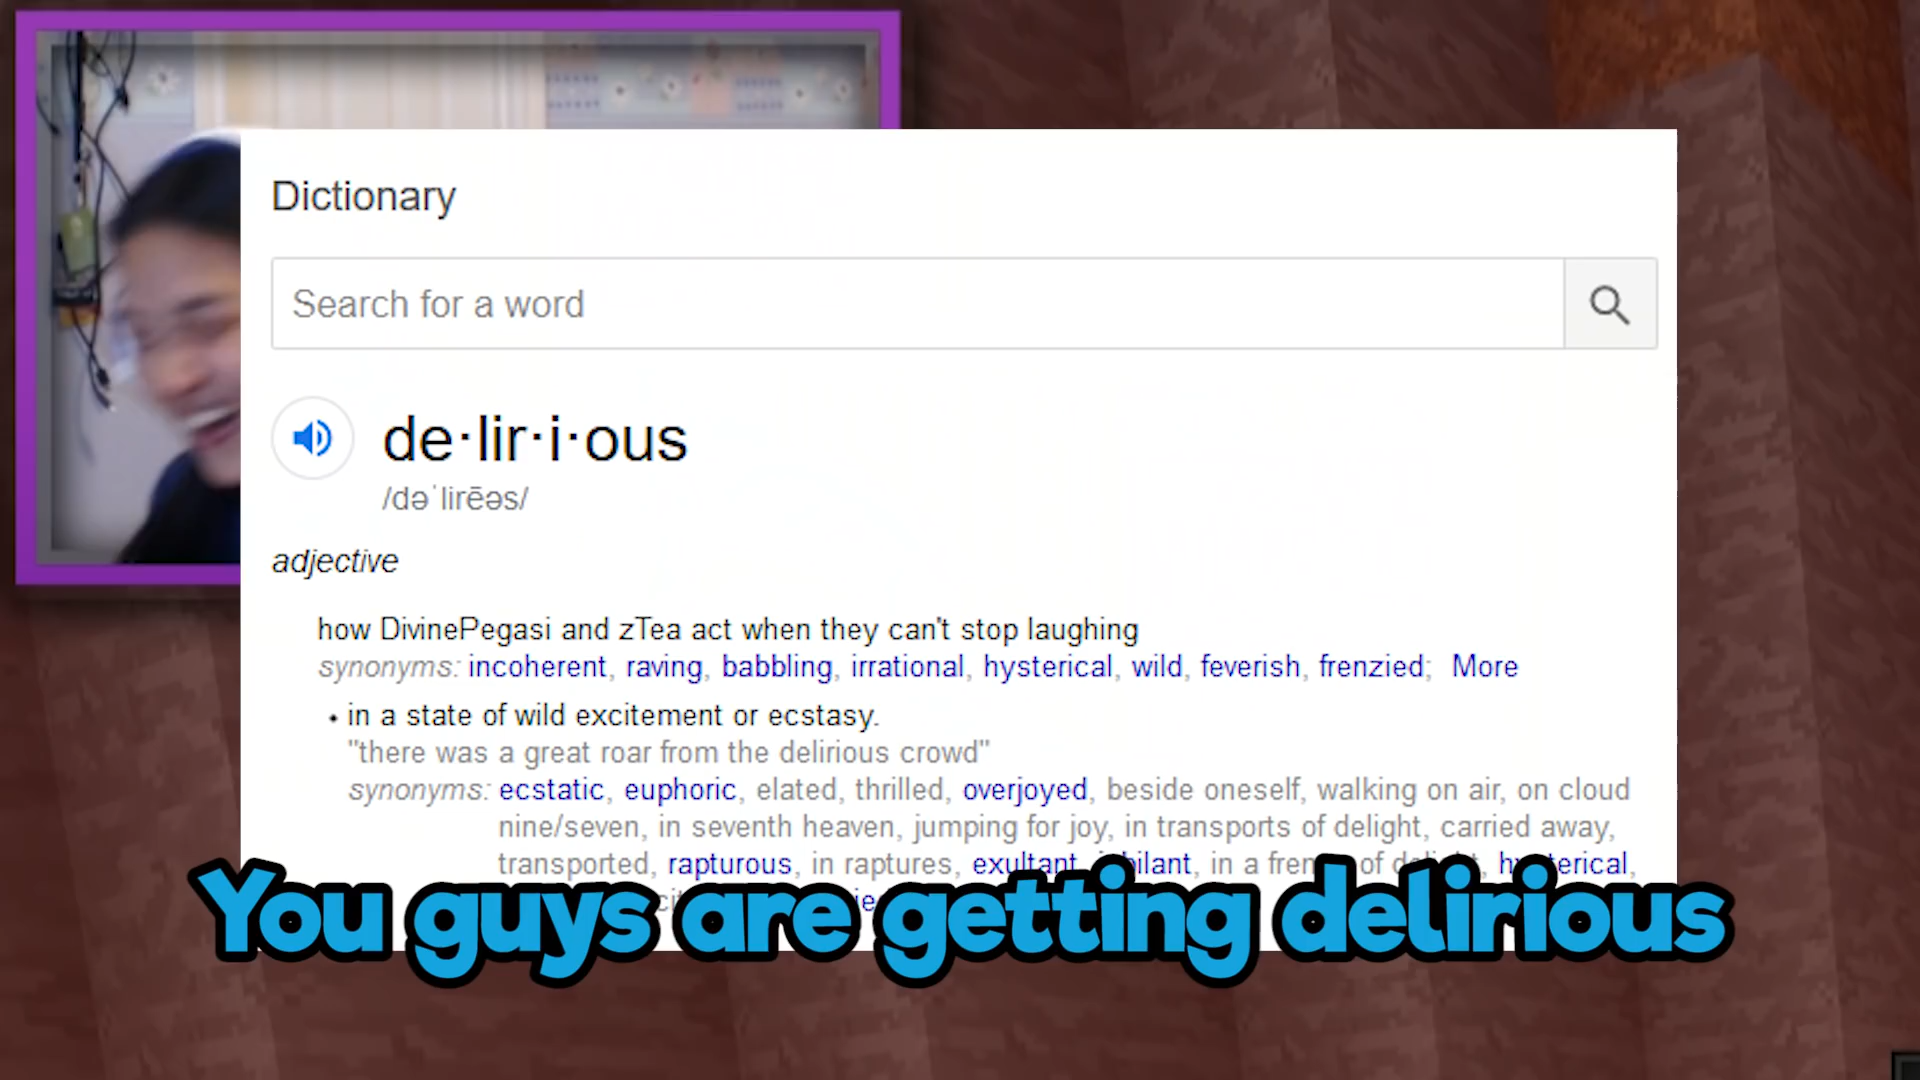 Dictionary
Search for a word
de·lir·i·ous
/dəˈlirēəs/
adjective
how DivinePegasi and zTea act when they can't stop laughing
synonyms: incoherent, raving, babbling, irrational, hysterical, wild, feverish, frenzied; More
• in a state of wild excitement or ecstasy.
"there was a great roar from the delirious crowd"
synonyms: ecstatic, euphoric, elated, thrilled, overjoyed, beside oneself, walking on air, on cloud
nine/seven, in seventh heaven, jumping for joy, in transports of delight, carried away,
transported, rapturous, in raptures, exultant, in a of
You guys are getting delirious